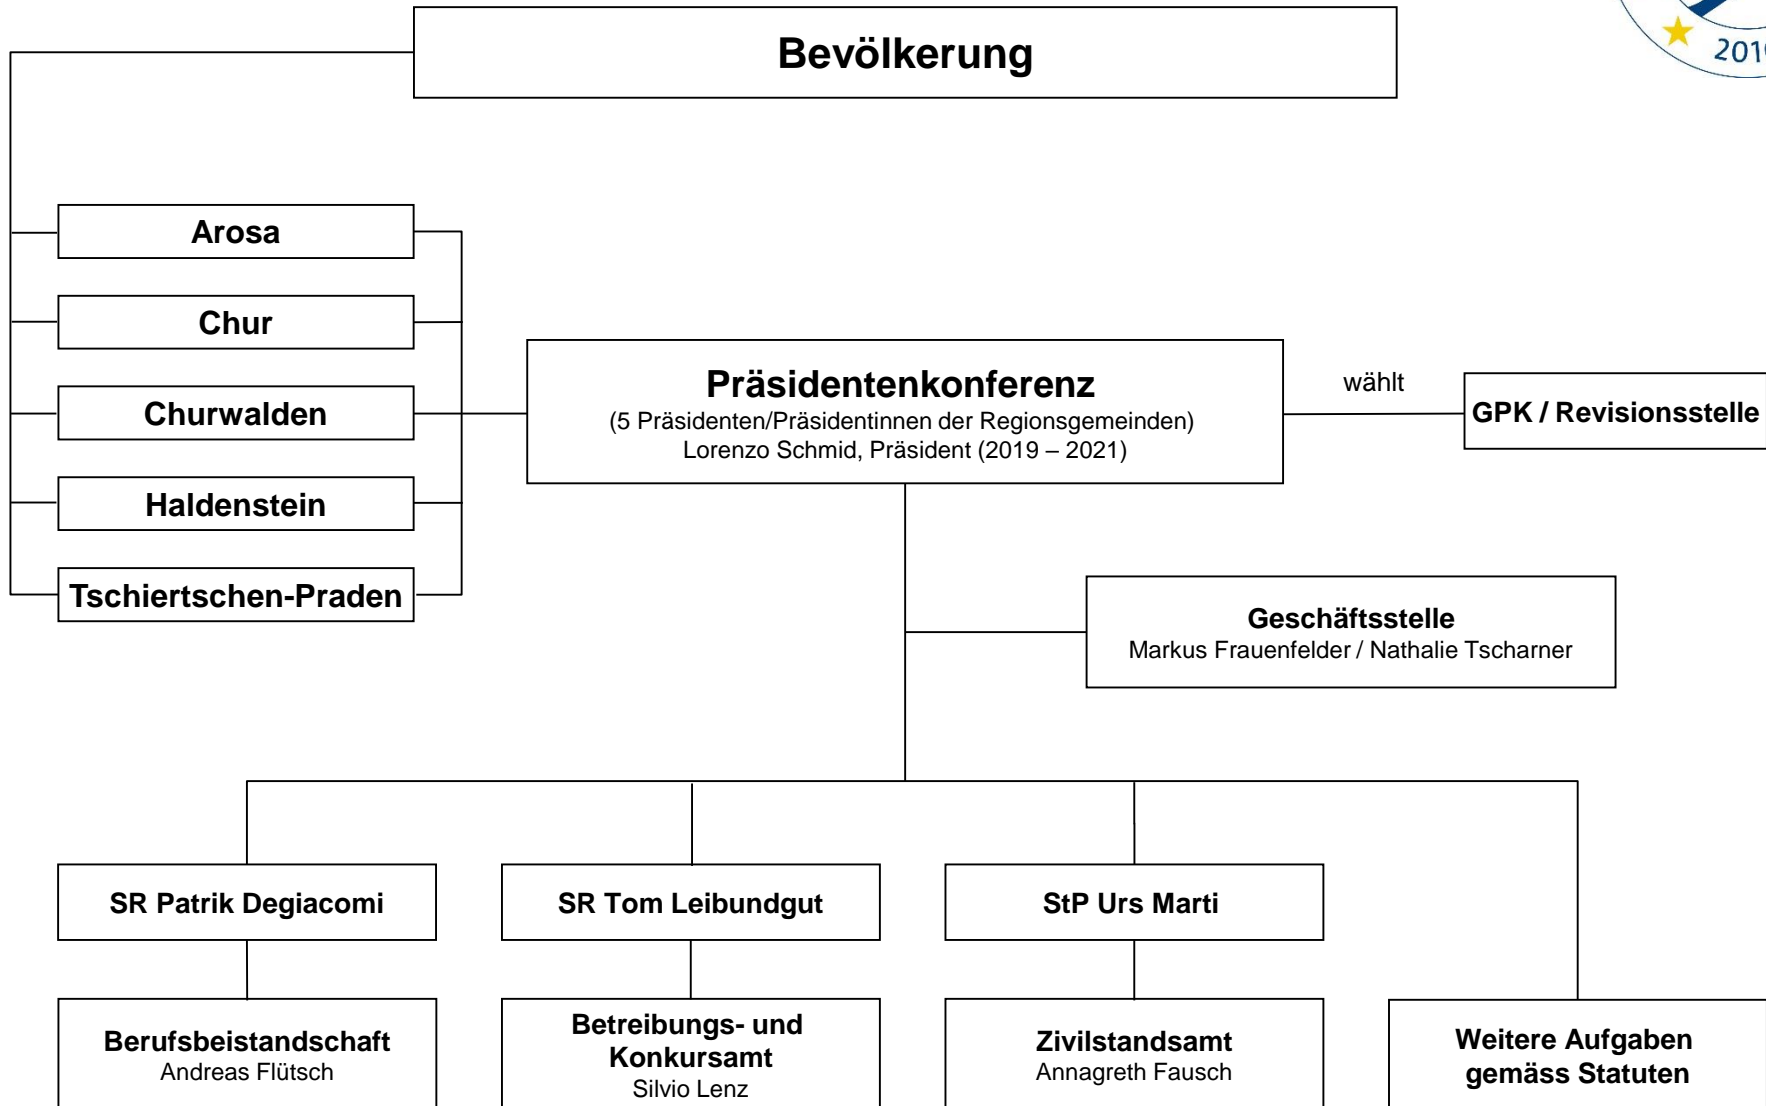 Bevölkerung
Arosa
Chur
Churwalden
Haldenstein
Tschiertschen-Praden
Präsidentenkonferenz
(5 Präsidenten/Präsidentinnen der Regionsgemeinden)
Lorenzo Schmid, Präsident (2019 – 2021)
wählt
GPK / Revisionsstelle
Geschäftsstelle
Markus Frauenfelder / Nathalie Tscharner
SR Patrik Degiacomi
SR Tom Leibundgut
StP Urs Marti
Berufsbeistandschaft
Andreas Flütsch
Betreibungs- und
Konkursamt
Silvio Lenz
Zivilstandsamt
Annagreth Fausch
Weitere Aufgaben
gemäss Statuten